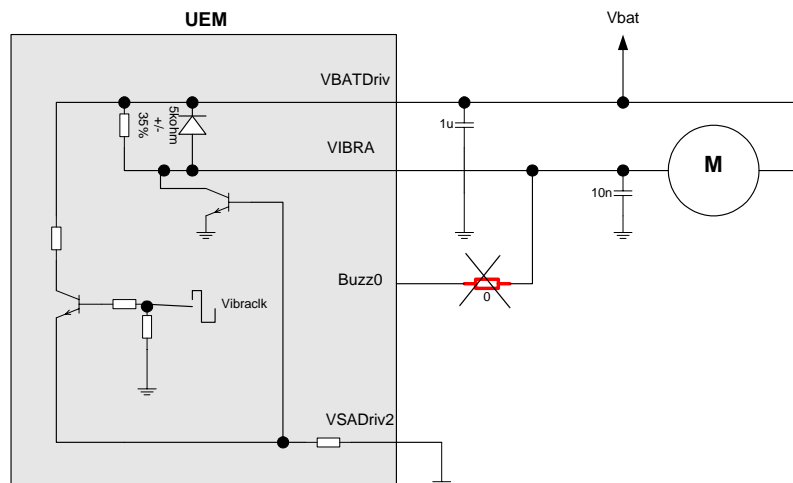 UEM
Vbat
VBATDriv
5kohm
+/-
35%
1u
VIBRA
M
10n
Buzz0
0
Vibraclk
VSADriv2